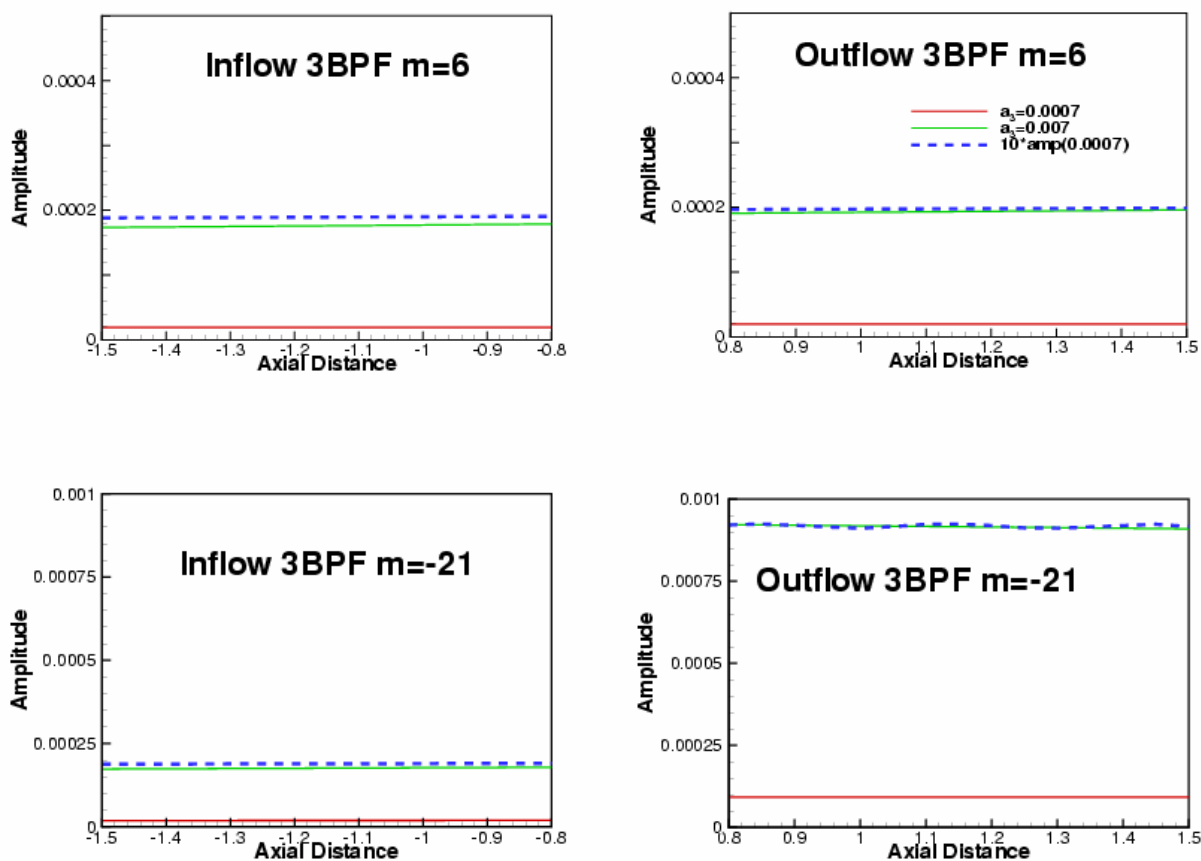 Inflow 3BPF m=6
Amplitude
0.0004
0.0002
0
-1.5 -1.4 -1.3 -1.2 -1.1 -1 -0.9 -0.8
Axial Distance
Outflow 3BPF m=6
a3=0.0007
a3=0.007
10*amp(0.0007)
Amplitude
0.0004
0.0002
0
0.8 0.9 1 1.1 1.2 1.3 1.4 1.5
Axial Distance
Inflow 3BPF m=-21
Amplitude
0.001
0.00075
0.0005
0.00025
0
-1.5 -1.4 -1.3 -1.2 -1.1 -1 -0.9 -0.8
Axial Distance
Outflow 3BPF m=-21
Amplitude
0.001
0.00075
0.0005
0.00025
0
0.8 0.9 1 1.1 1.2 1.3 1.4 1.5
Axial Distance